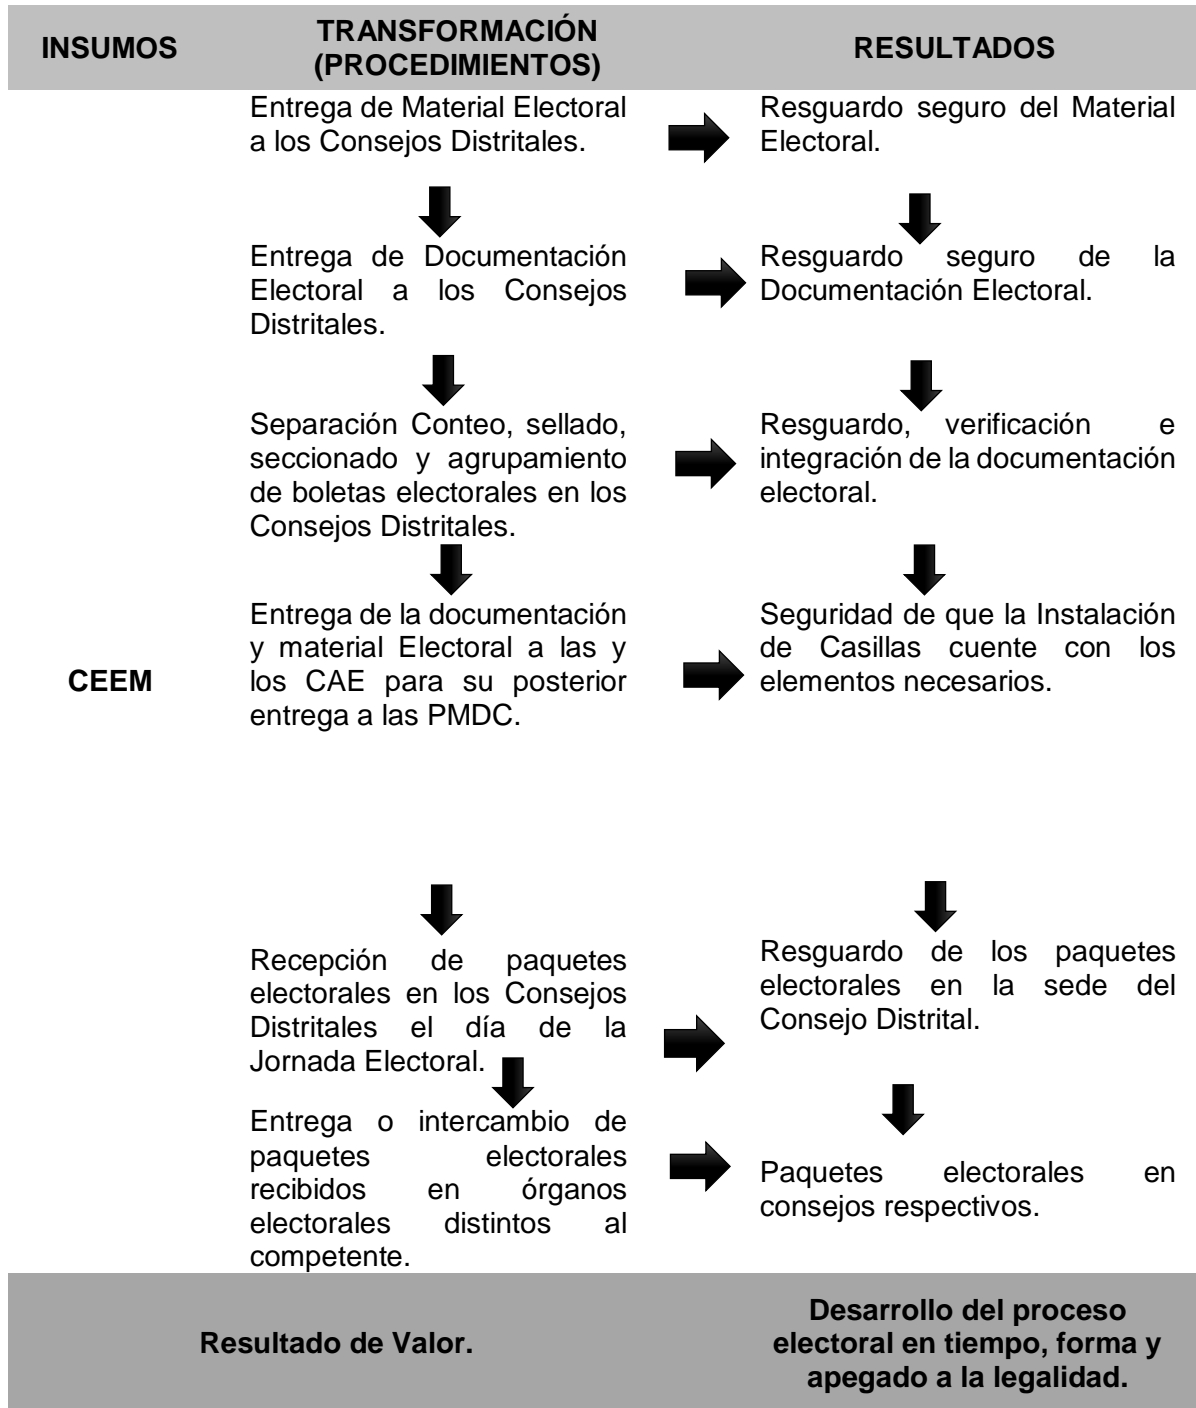 INSUMOS
TRANSFORMACIÓN
(PROCEDIMIENTOS)
RESULTADOS
Entrega de Material Electoral
a los Consejos Distritales.
Resguardo seguro del Material
Electoral.
Entrega de Documentación
Electoral a los Consejos
Distritales.
Resguardo seguro de la
Documentación Electoral.
Separación Conteo, sellado,
seccionado y agrupamiento
de boletas electorales en los
Consejos Distritales.
Resguardo, verificación e
integración de la documentación
electoral.
CEEM
Entrega de la documentación
y material Electoral a las y
los CAE para su posterior
entrega a las PMDC.
Seguridad de que la Instalación
de Casillas cuente con los
elementos necesarios.
Recepción de paquetes
electorales en los Consejos
Distritales el día de la
Jornada Electoral.
Resguardo de los paquetes
electorales en la sede del
Consejo Distrital.
Entrega o intercambio de
paquetes electorales
recibidos en órganos
electorales distintos al
competente.
Paquetes electorales en
consejos respectivos.
Resultado de Valor.
Desarrollo del proceso
electoral en tiempo, forma y
apegado a la legalidad.